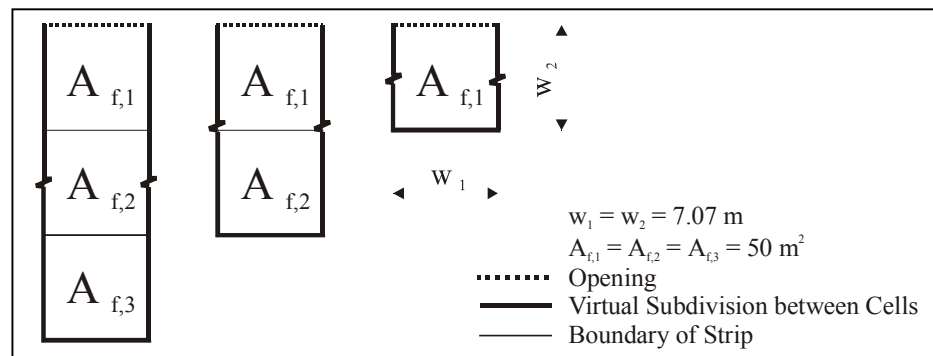 A f,1
A f,1
A f,1
w 2
w 1
A f,2
A f,2
A f,3
w1 = w2 = 7.07 m
Af,1 = Af,2 = Af,3 = 50 m2
Opening
Virtual Subdivision between Cells
Boundary of Strip